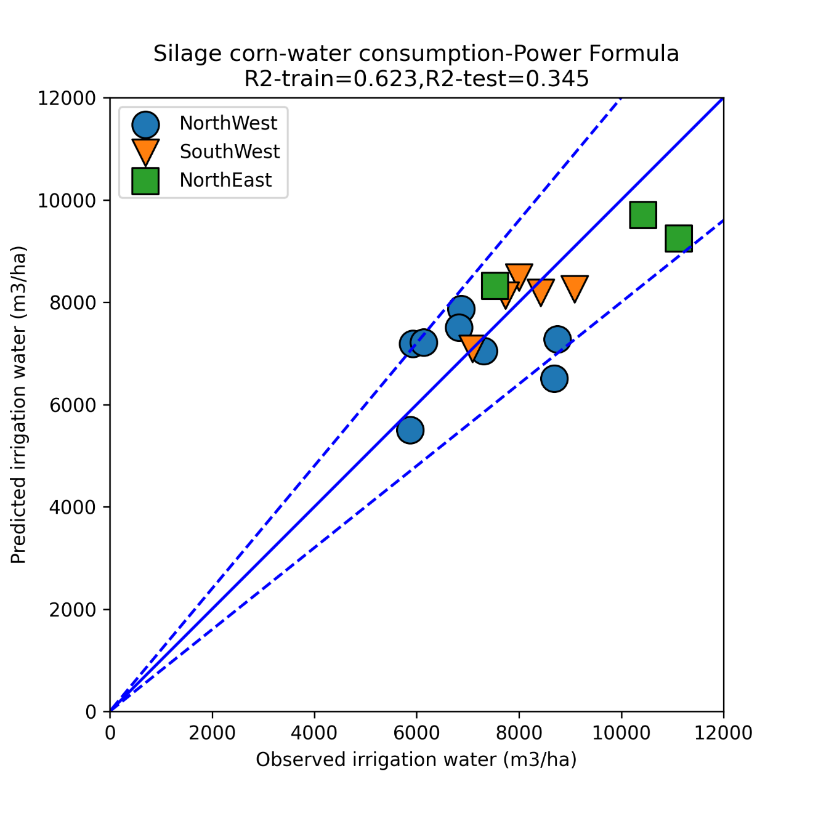 Silage corn-water consumption-Power Formula
R2-train=0.623,R2-test=0.345
12000
10000
8000
6000
4000
2000
0
Predicted irrigation water (m3/ha)
NorthWest
SouthWest
NorthEast
0 2000 4000 6000 8000 10000 12000
Observed irrigation water (m3/ha)